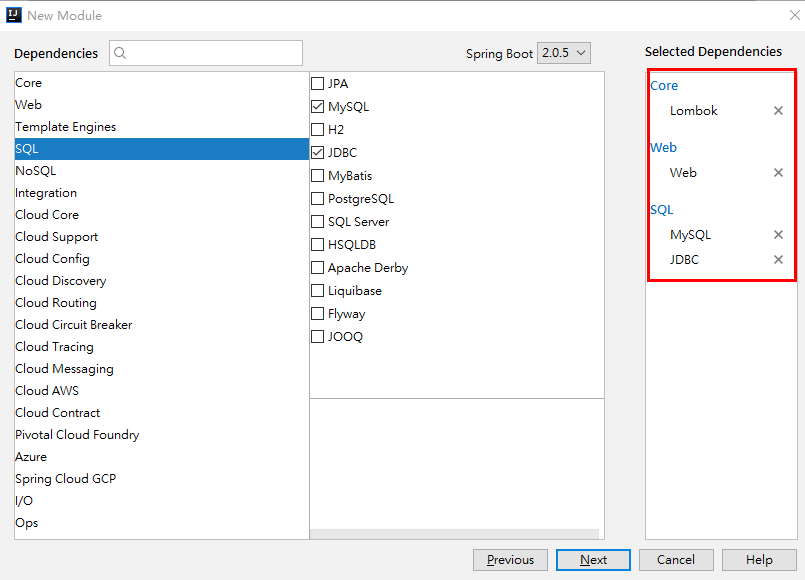 IJ New Module
Dependencies
Spring Boot 2.0.5
Selected Dependencies
Core
Web
Template Engines
SQL
NoSQL
Integration
Cloud Core
Cloud Support
Cloud Config
Cloud Discovery
Cloud Routing
Cloud Circuit Breaker
Cloud Tracing
Cloud Messaging
Cloud AWS
Cloud Contract
Pivotal Cloud Foundry
Azure
Spring Cloud GCP
I/O
Ops
JPA
MySQL
H2
JDBC
MyBatis
PostgreSQL
SQL Server
HSQLDB
Apache Derby
Liquibase
Flyway
JOOQ
Core
Lombok
Web
Web
SQL
MySQL
JDBC
Previous
Next
Cancel
Help